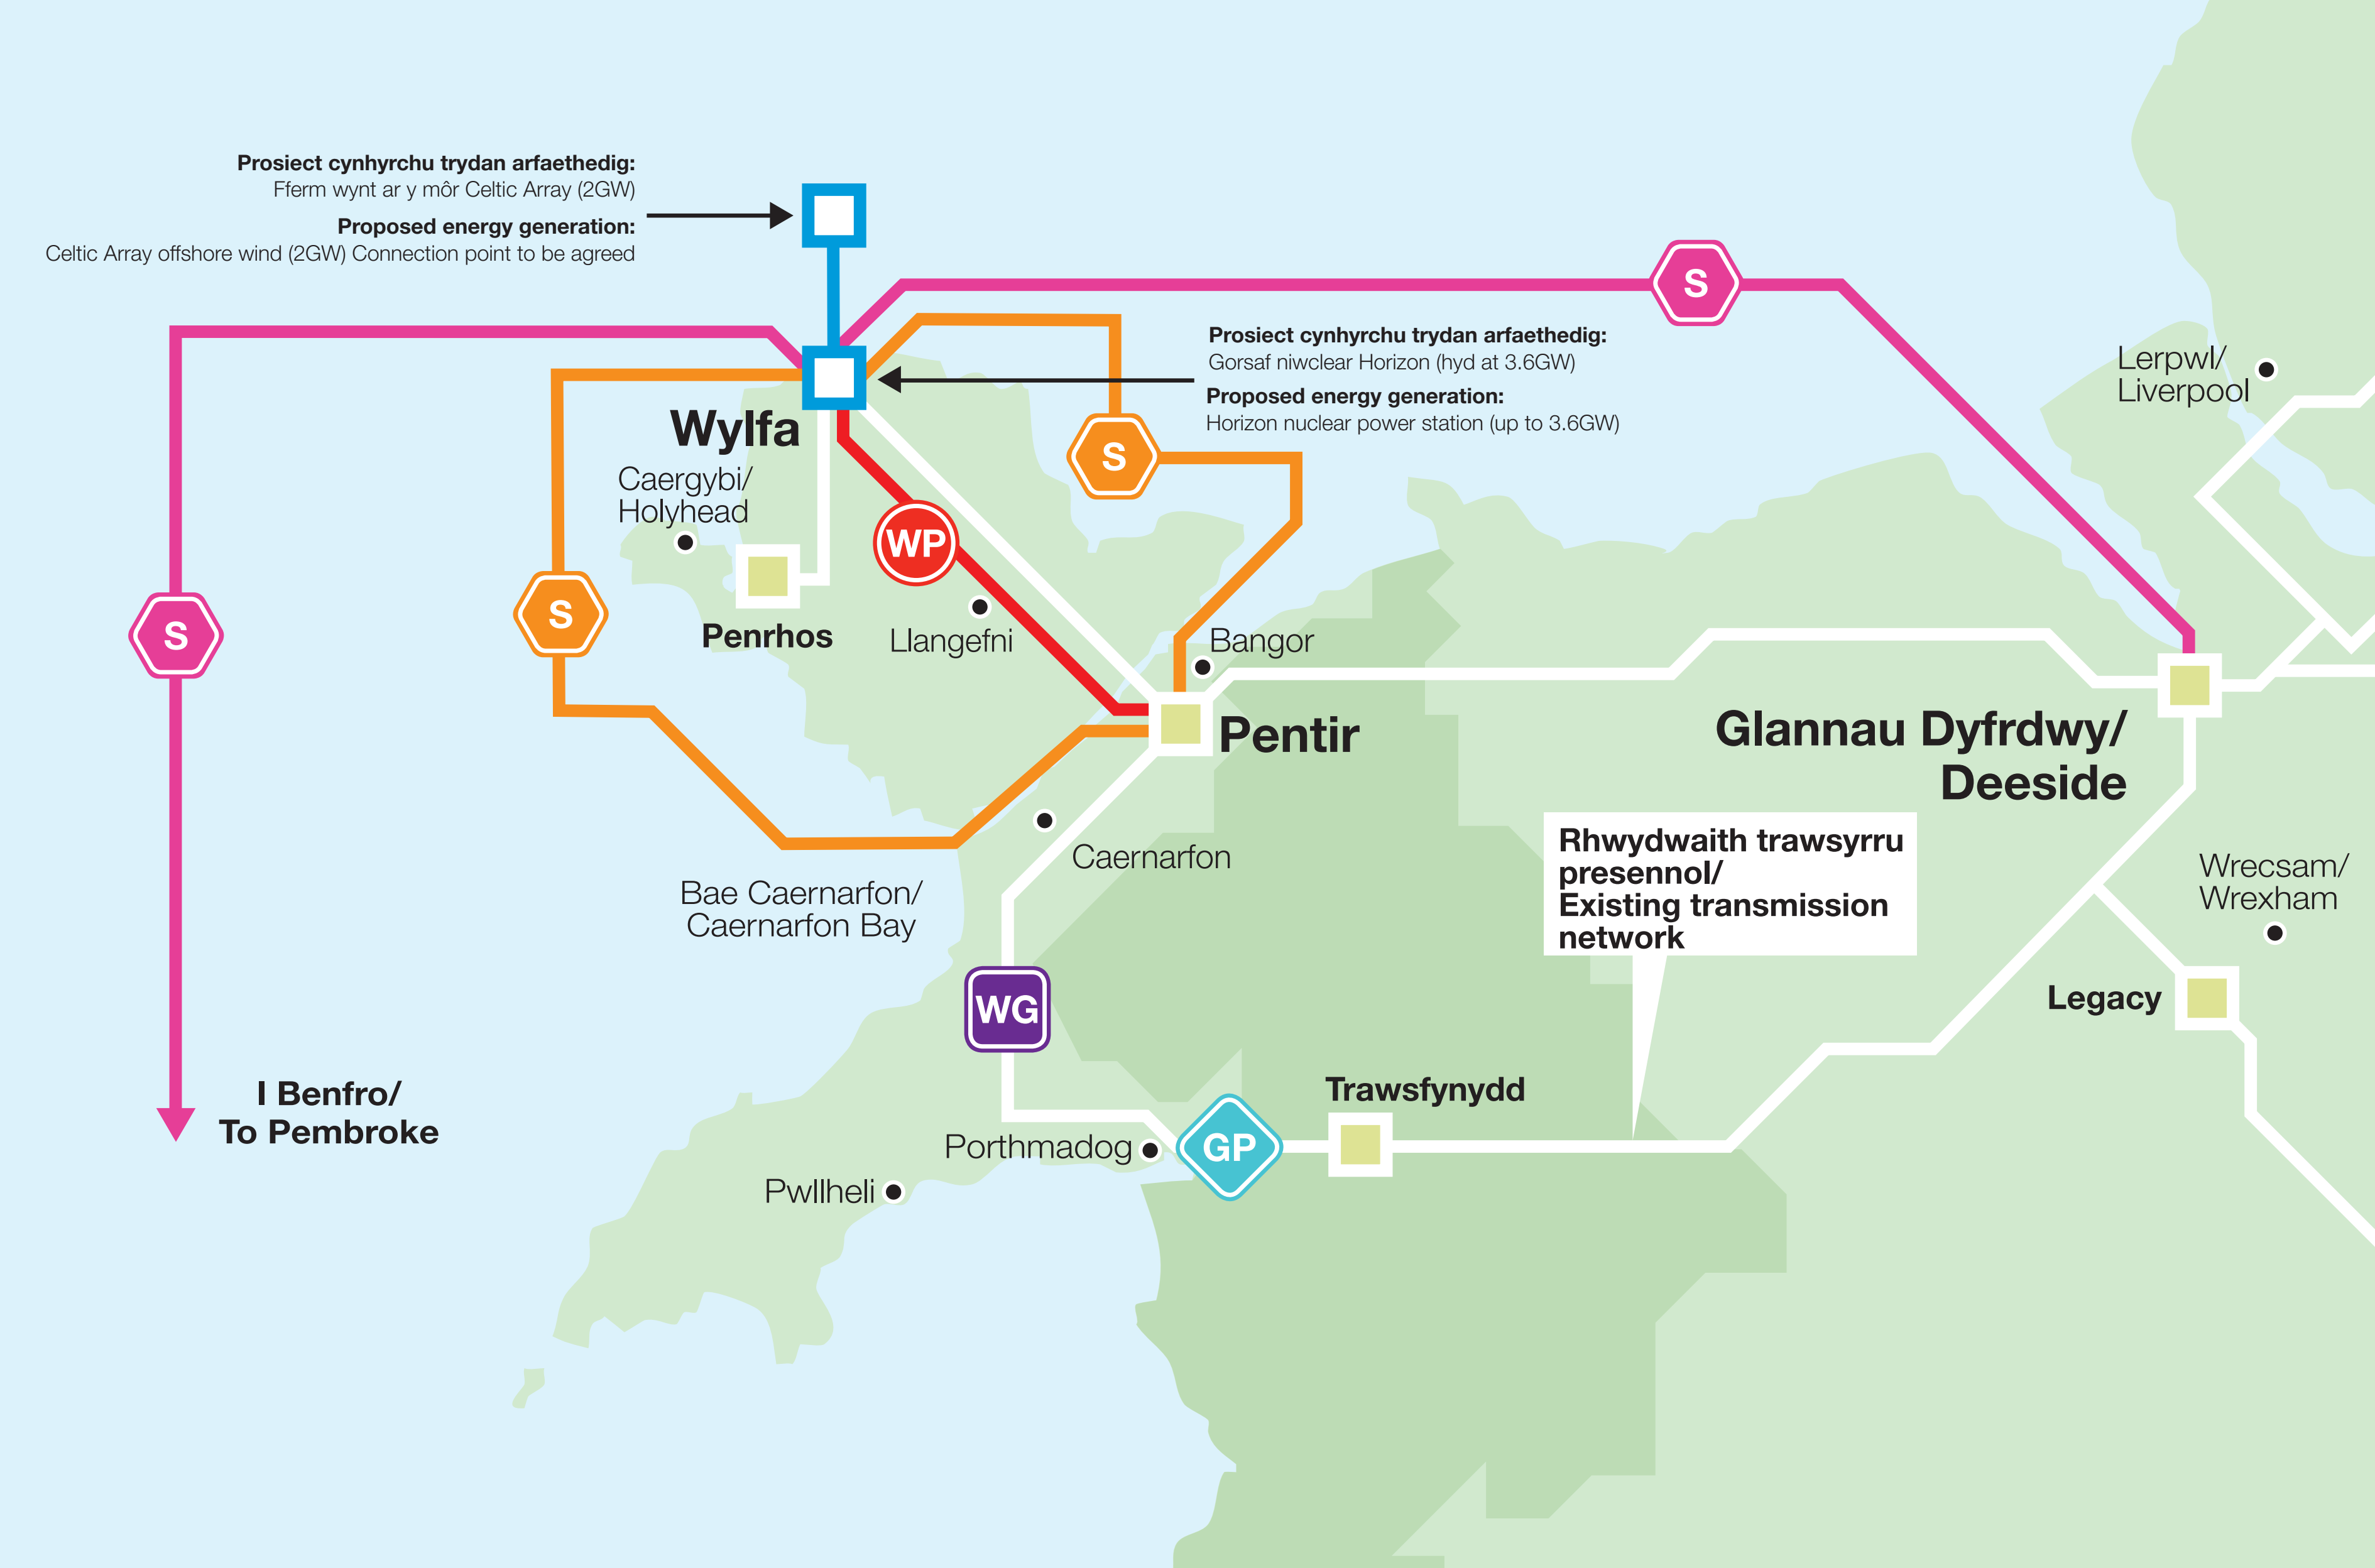 Prosiect cynhyrchu trydan arfaethedig:
Fferm wynt ar y môr Celtic Array (2GW)
Proposed energy generation:
Celtic Array offshore wind (2GW) Connection point to be agreed
S
Prosiect cynhyrchu trydan arfaethedig:
Gorsaf niwclear Horizon (hyd at 3.6GW)
Proposed energy generation:
Horizon nuclear power station (up to 3.6GW)
Lerpwl/
Liverpool
Wylfa
S
Caergybi/
Holyhead
WP
S
S
Penrhos
Llangefni
Bangor
Pentir
Glannau Dyfrdwy/
Deeside
Caernarfon
Rhwydwaith trawsyrru
presennol/
Existing transmission
network
Wrecsam/
Wrexham
Bae Caernarfon/
Caernarfon Bay
WG
Legacy
I Benfro/
To Pembroke
Trawsfynydd
Porthmadog
GP
Pwllheli